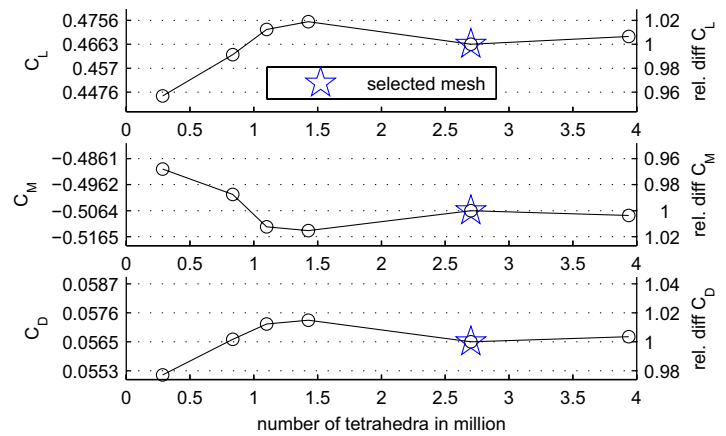 0.4756
0.4663
0.457
0.4476
C_L
1.02
1
0.98
0.96
rel. diff C_L
selected mesh
0 0.5 1 1.5 2 2.5 3 3.5 4
−0.4861
−0.4962
−0.5064
−0.5165
C_M
0.96
0.98
1
1.02
rel. diff C_M
0 0.5 1 1.5 2 2.5 3 3.5 4
0.0587
0.0576
0.0565
0.0553
C_D
1.04
1.02
1
0.98
rel. diff C_D
0 0.5 1 1.5 2 2.5 3 3.5 4
number of tetrahedra in million